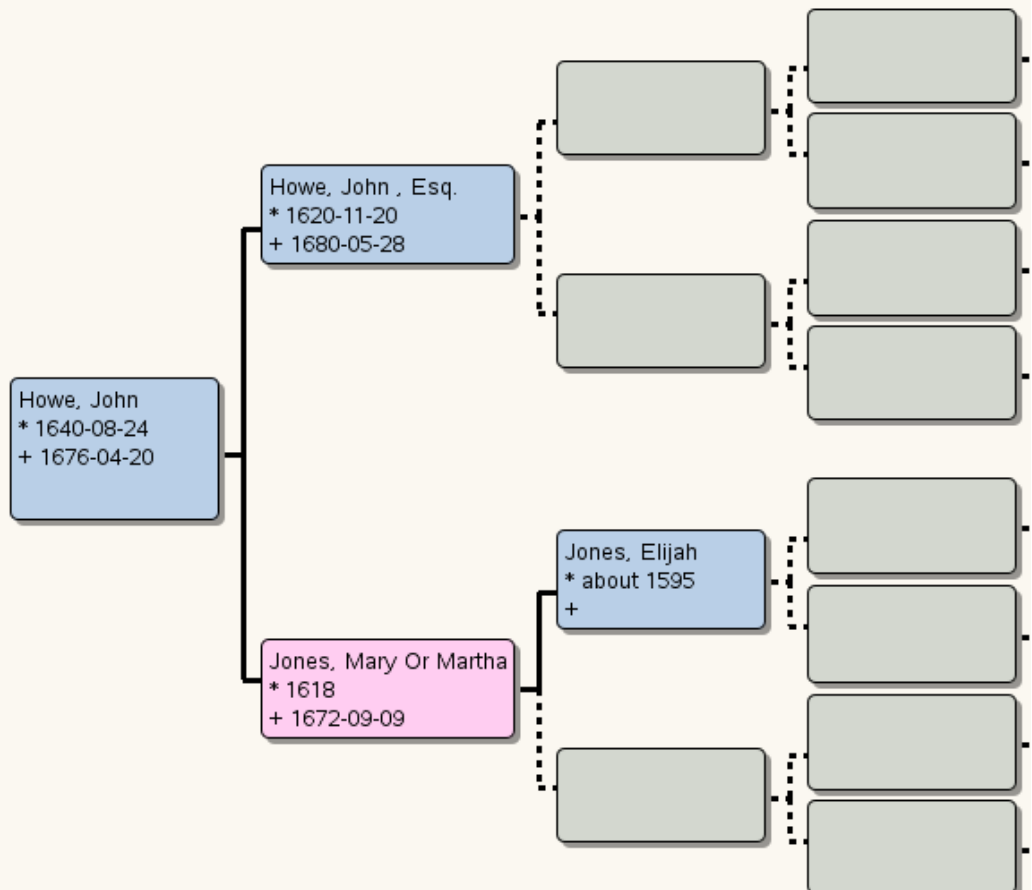 Howe, John , Esq.
* 1620-11-20
+ 1680-05-28
Howe, John
* 1640-08-24
+ 1676-04-20
Jones, Elijah
* about 1595
+
Jones, Mary Or Martha
* 1618
+ 1672-09-09